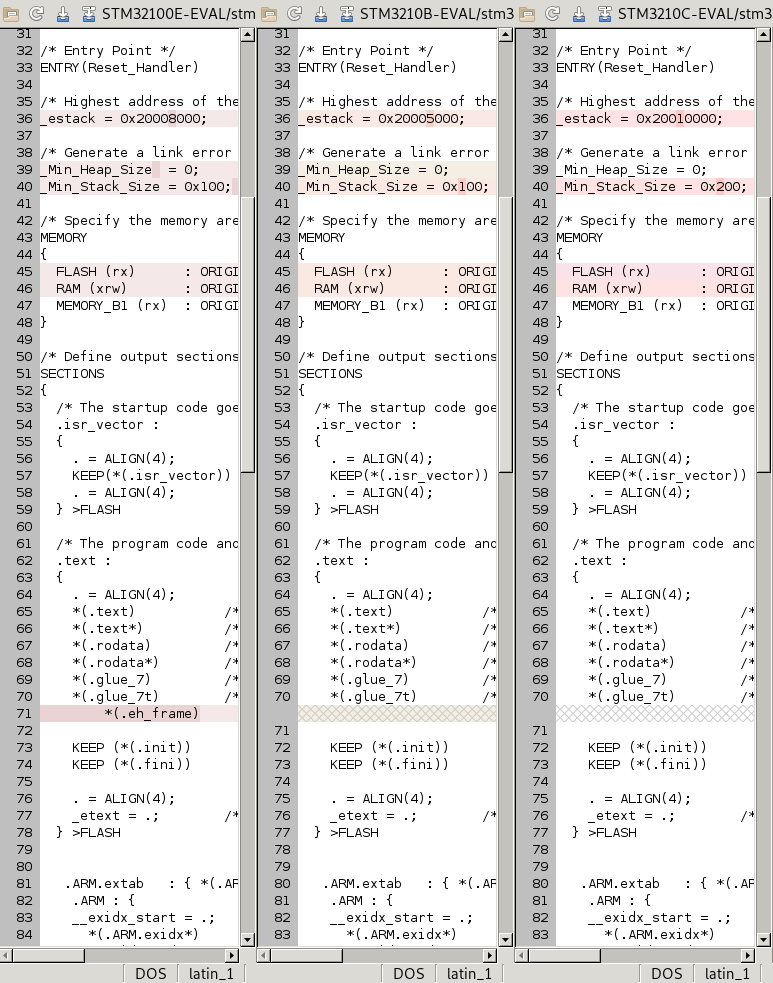 STM32100E-EVAL/stm
31
32 /* Entry Point */
33 ENTRY(Reset_Handler)
34
35 /* Highest address of the
36 _estack = 0x20008000;
37
38 /* Generate a link error
39 _Min_Heap_Size  = 0;
40 _Min_Stack_Size = 0x100;
41
42 /* Specify the memory are
43 MEMORY
44 {
45   FLASH (rx)      : ORIGI
46   RAM (xrw)       : ORIGI
47   MEMORY_B1 (rx)  : ORIGI
48 }
49
50 /* Define output sections
51 SECTIONS
52 {
53   /* The startup code goe
54   .isr_vector :
55   {
56     . = ALIGN(4);
57     KEEP(*(.isr_vector))
58     . = ALIGN(4);
59   } >FLASH
60
61   /* The program code and
62   .text :
63   {
64     . = ALIGN(4);
65     *(.text)           /*
66     *(.text*)          /*
67     *(.rodata)         /*
68     *(.rodata*)        /*
69     *(.glue_7)         /*
70     *(.glue_7t)        /*
71         *(.eh_frame)
72
73     KEEP (*(.init))
74     KEEP (*(.fini))
75
76     . = ALIGN(4);
77     _etext = .;        /*
78   } >FLASH
79
80
81    .ARM.extab   : { *(.AR
82     .ARM : {
83     __exidx_start = .;
84       *(.ARM.exidx*)
DOS latin_1
STM3210B-EVAL/stm3
31
32 /* Entry Point */
33 ENTRY(Reset_Handler)
34
35 /* Highest address of the
36 _estack = 0x20005000;
37
38 /* Generate a link error
39 _Min_Heap_Size = 0;
40 _Min_Stack_Size = 0x100;
41
42 /* Specify the memory are
43 MEMORY
44 {
45   FLASH (rx)      : ORIGI
46   RAM (xrw)       : ORIGI
47   MEMORY_B1 (rx)  : ORIGI
48 }
49
50 /* Define output sections
51 SECTIONS
52 {
53   /* The startup code goe
54   .isr_vector :
55   {
56     . = ALIGN(4);
57     KEEP(*(.isr_vector))
58     . = ALIGN(4);
59   } >FLASH
60
61   /* The program code and
62   .text :
63   {
64     . = ALIGN(4);
65     *(.text)           /*
66     *(.text*)          /*
67     *(.rodata)         /*
68     *(.rodata*)        /*
69     *(.glue_7)         /*
70     *(.glue_7t)        /*
71
72     KEEP (*(.init))
73     KEEP (*(.fini))
74
75     . = ALIGN(4);
76     _etext = .;        /*
77   } >FLASH
78
79
80    .ARM.extab   : { *(.AR
81     .ARM : {
82     __exidx_start = .;
83       *(.ARM.exidx*)
DOS latin_1
STM3210C-EVAL/stm3
31
32 /* Entry Point */
33 ENTRY(Reset_Handler)
34
35 /* Highest address of the
36 _estack = 0x20010000;
37
38 /* Generate a link error
39 _Min_Heap_Size = 0;
40 _Min_Stack_Size = 0x200;
41
42 /* Specify the memory are
43 MEMORY
44 {
45   FLASH (rx)      : ORIGI
46   RAM (xrw)       : ORIGI
47   MEMORY_B1 (rx)  : ORIGI
48 }
49
50 /* Define output sections
51 SECTIONS
52 {
53   /* The startup code goe
54   .isr_vector :
55   {
56     . = ALIGN(4);
57     KEEP(*(.isr_vector))
58     . = ALIGN(4);
59   } >FLASH
60
61   /* The program code and
62   .text :
63   {
64     . = ALIGN(4);
65     *(.text)           /*
66     *(.text*)          /*
67     *(.rodata)         /*
68     *(.rodata*)        /*
69     *(.glue_7)         /*
70     *(.glue_7t)        /*
71
72     KEEP (*(.init))
73     KEEP (*(.fini))
74
75     . = ALIGN(4);
76     _etext = .;        /*
77   } >FLASH
78
79
80    .ARM.extab   : { *(.AR
81     .ARM : {
82     __exidx_start = .;
83       *(.ARM.exidx*)
DOS latin_1